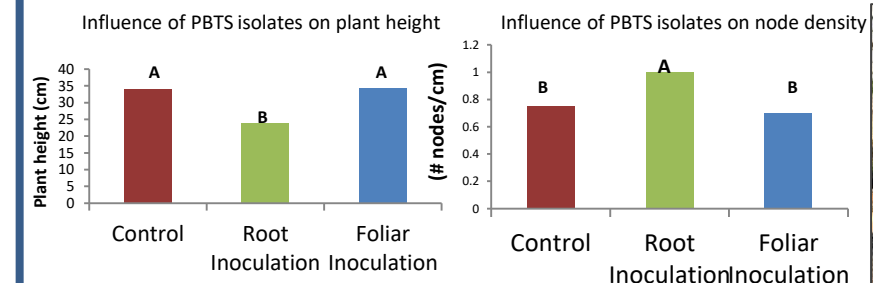 Influence of PBTS isolates on plant height
Plant height (cm)
40
35
30
25
20
15
10
5
0
A
B
A
Control
Root Inoculation
Foliar Inoculation
Influence of PBTS isolates on node density
(# nodes/cm)
1.2
1
0.8
0.6
0.4
0.2
0
B
A
B
Control
Root Inoculation
Foliar Inoculation